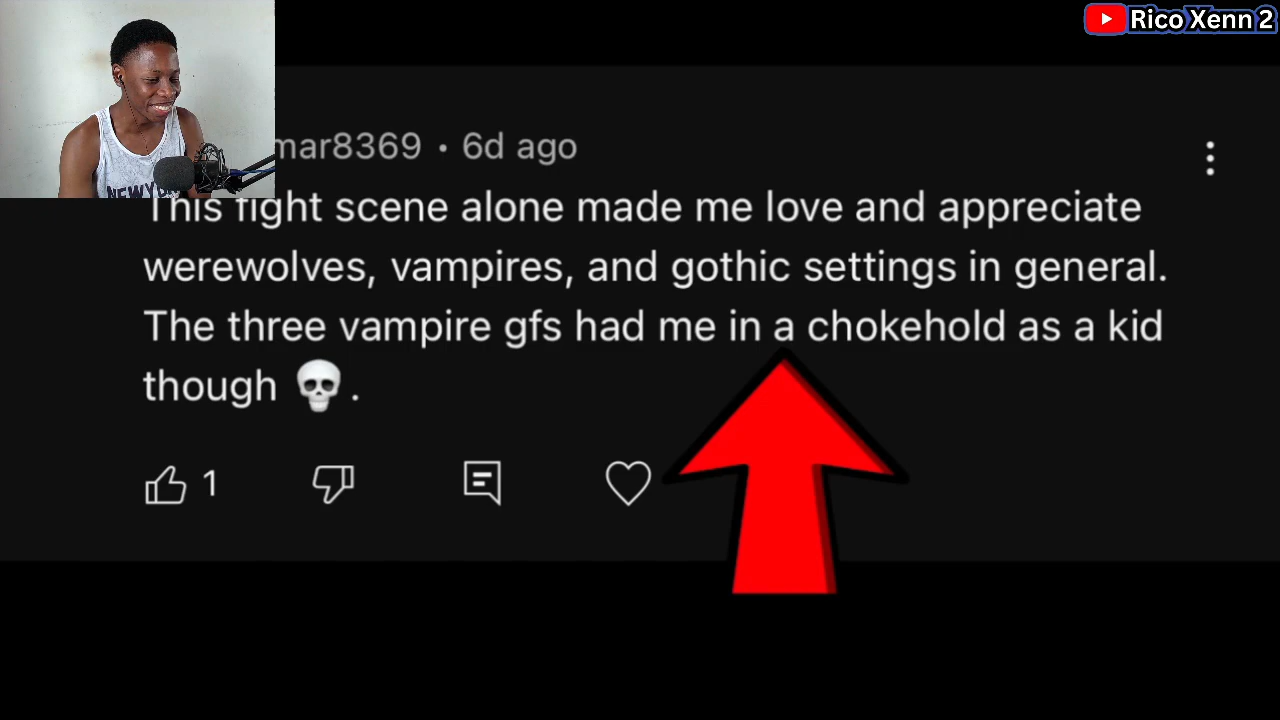 Rico Xenn 2
mar8369 • 6d ago
This fight scene alone made me love and appreciate
werewolves, vampires, and gothic settings in general.
The three vampire gfs had me in a chokehold as a kid
though 💀.
1
NEWY